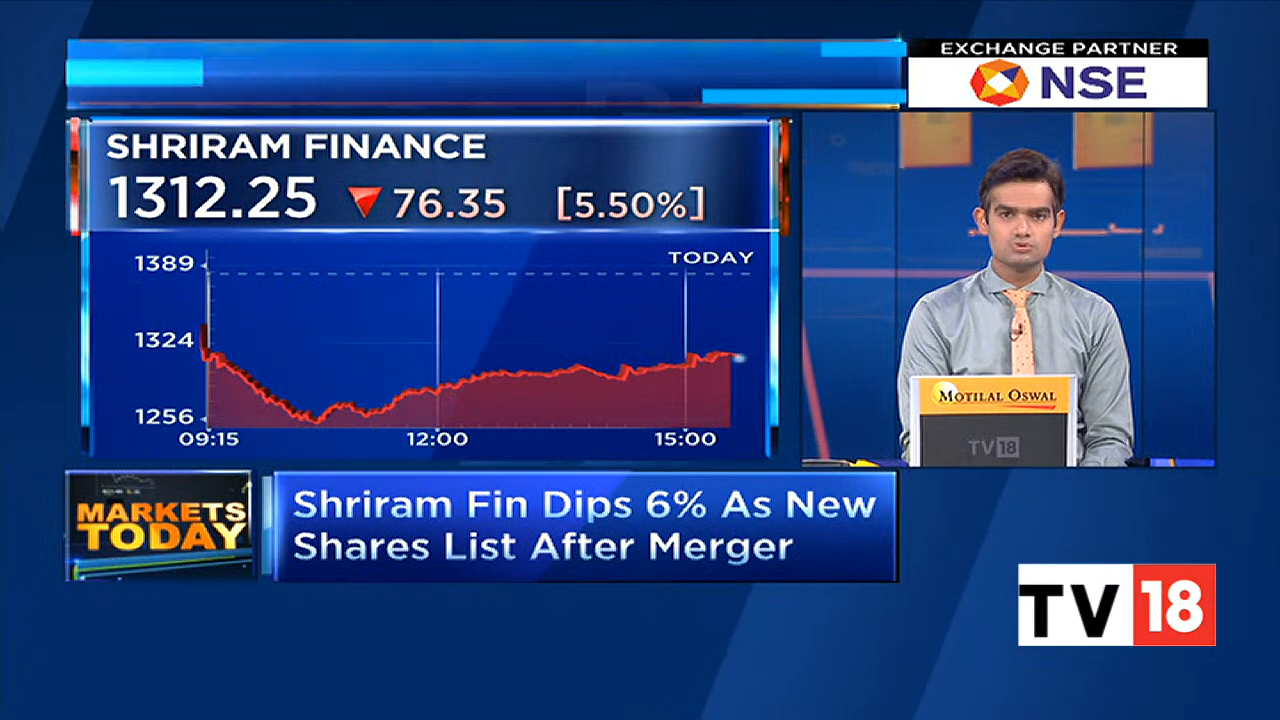 EXCHANGE PARTNER
NSE
SHRIRAM FINANCE
1312.25 ▼ 76.35 [5.50%]
TODAY
1389
1324
1256
09:15 12:00 15:00
MOTILAL OSWAL
TV18
MARKETS
TODAY
Shriram Fin Dips 6% As New
Shares List After Merger
TV18